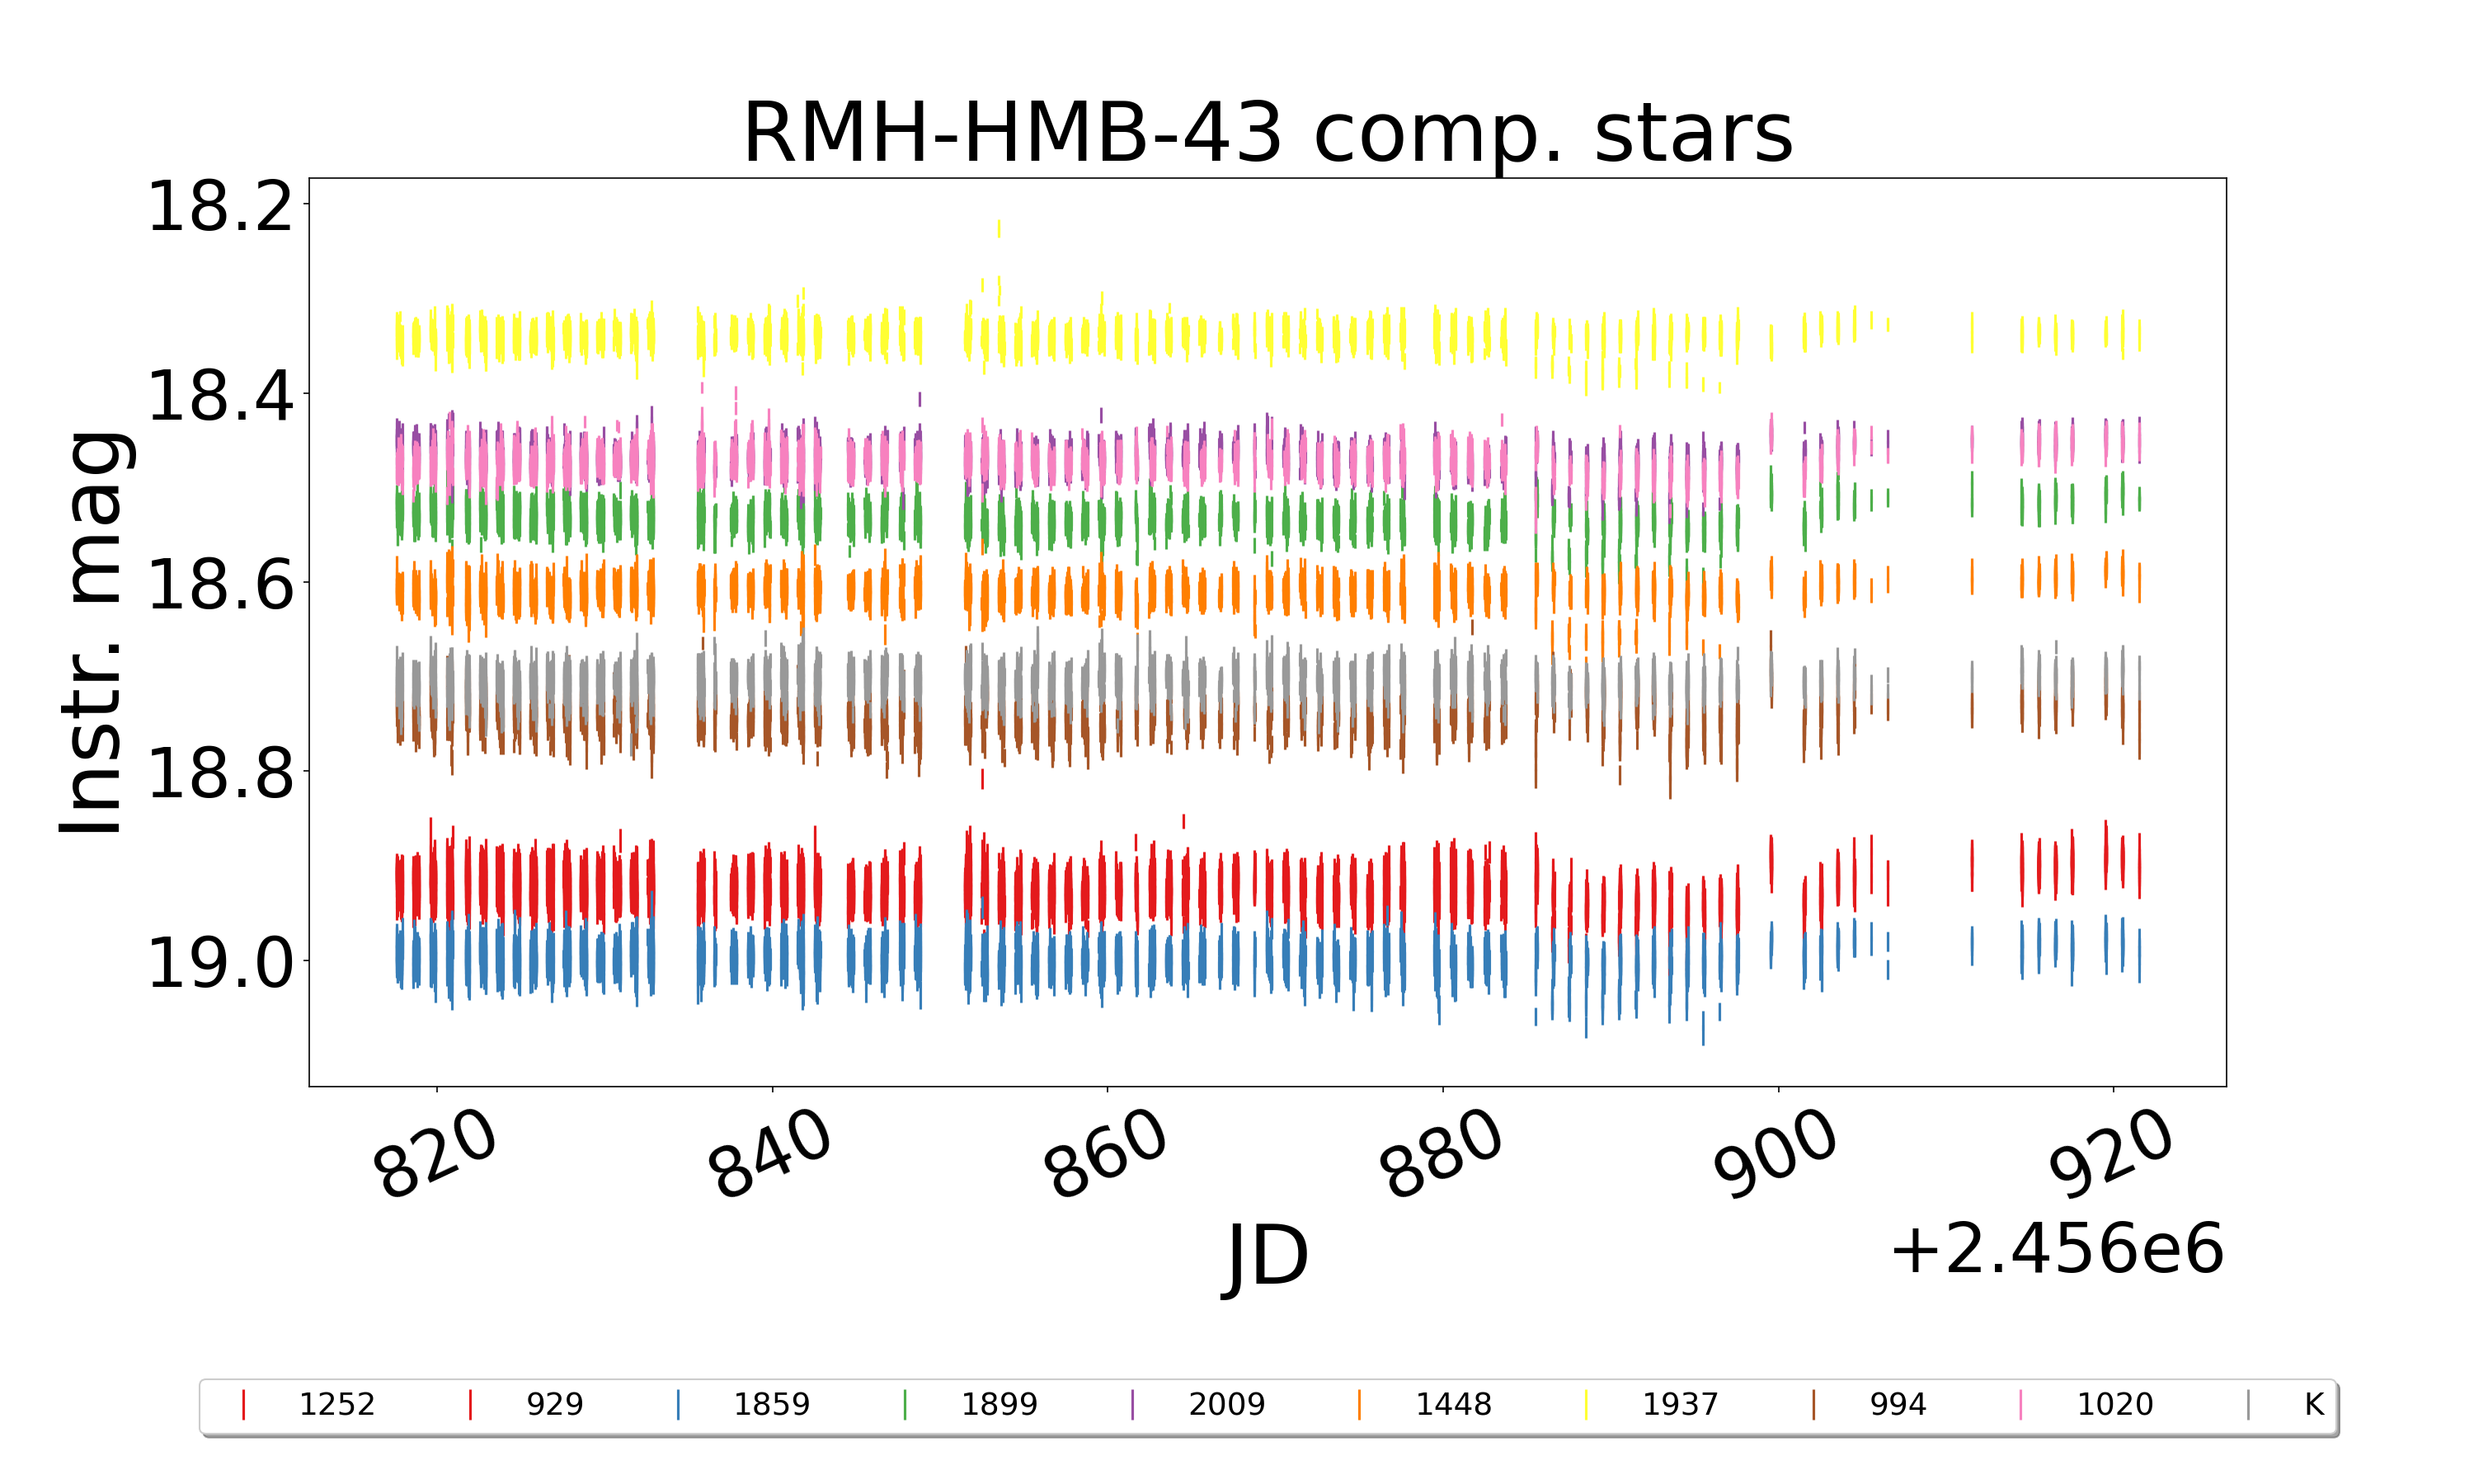 RMH-HMB-43 comp. stars
18.2
18.4
18.6
18.8
19.0
Instr. mag
820 840 860 880 900 920
JD
+2.456e6
1252 929 1859 1899 2009 1448 1937 994 1020 K